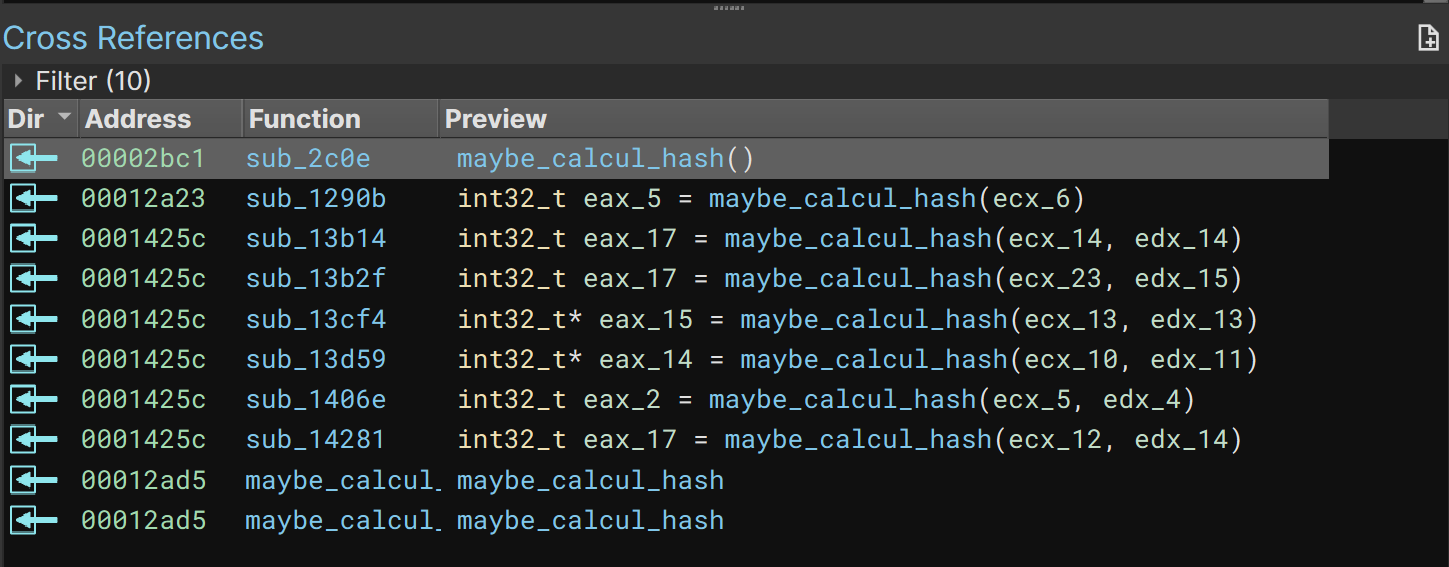 Cross References
Filter (10)
Dir Address Function Preview
00002bc1 sub_2c0e maybe_calcul_hash()
00012a23 sub_1290b int32_t eax_5 = maybe_calcul_hash(ecx_6)
0001425c sub_13b14 int32_t eax_17 = maybe_calcul_hash(ecx_14, edx_14)
0001425c sub_13b2f int32_t eax_17 = maybe_calcul_hash(ecx_23, edx_15)
0001425c sub_13cf4 int32_t* eax_15 = maybe_calcul_hash(ecx_13, edx_13)
0001425c sub_13d59 int32_t* eax_14 = maybe_calcul_hash(ecx_10, edx_11)
0001425c sub_1406e int32_t eax_2 = maybe_calcul_hash(ecx_5, edx_4)
0001425c sub_14281 int32_t eax_17 = maybe_calcul_hash(ecx_12, edx_14)
00012ad5 maybe_calcul_ maybe_calcul_hash
00012ad5 maybe_calcul_ maybe_calcul_hash